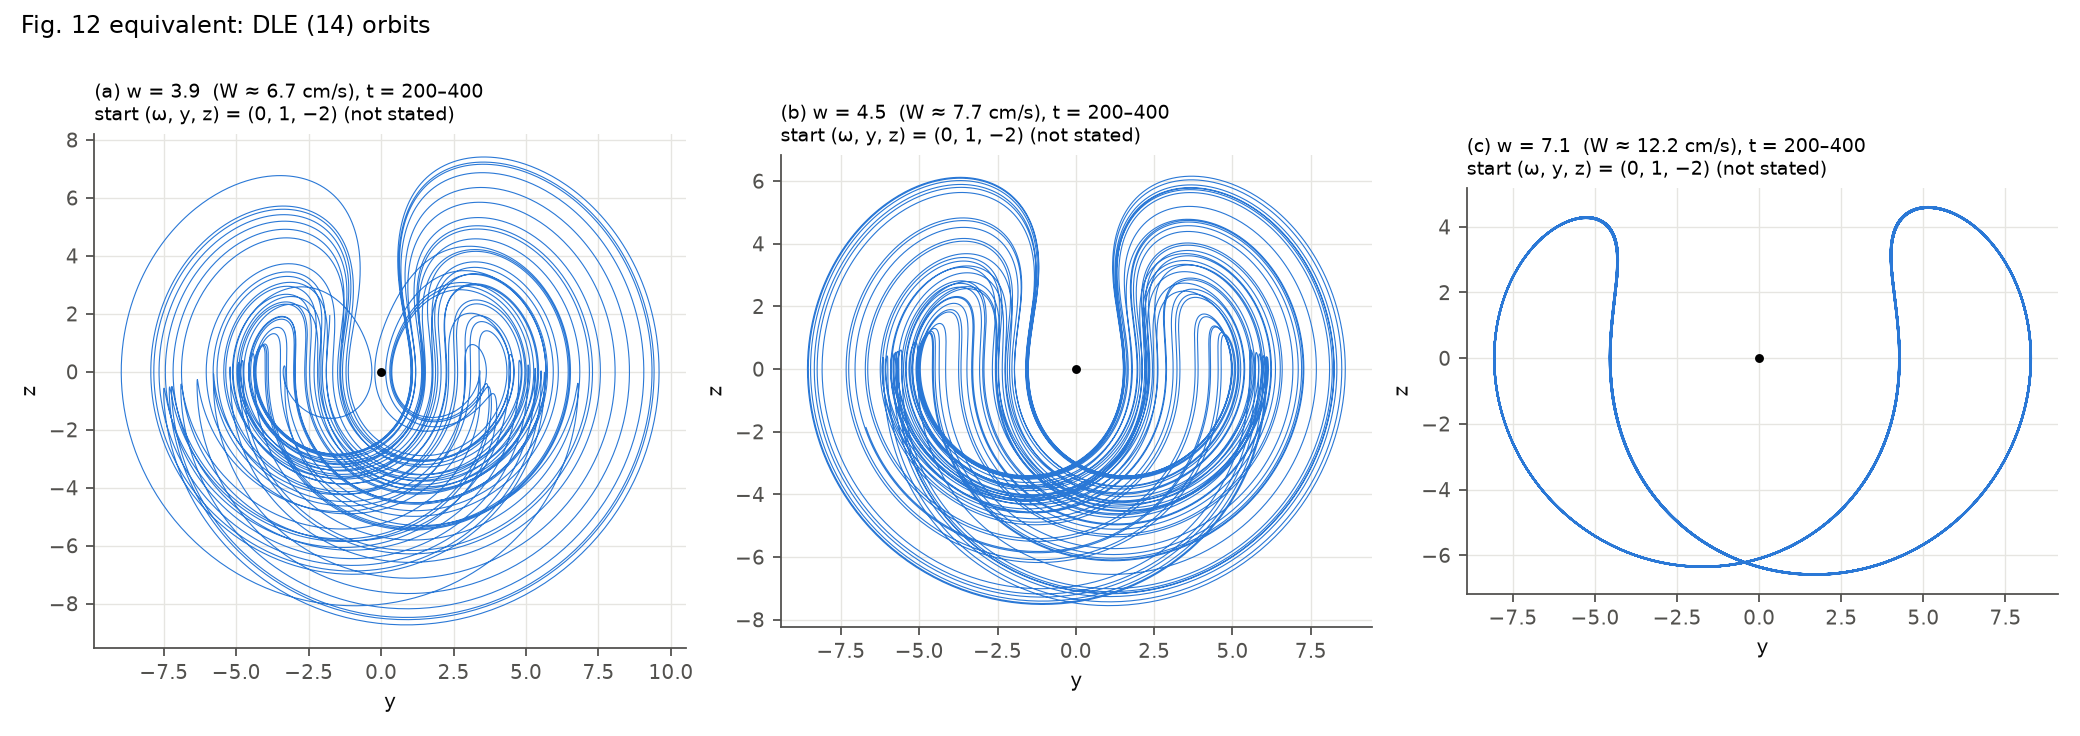 Fig. 12 equivalent: DLE (14) orbits
(a) w = 3.9  (W ≈ 6.7 cm/s), t = 200–400
start (ω, y, z) = (0, 1, −2) (not stated)
8
6
4
2
0
−2
−4
−6
−8
z
−7.5 −5.0 −2.5 0.0 2.5 5.0 7.5 10.0
y
(b) w = 4.5  (W ≈ 7.7 cm/s), t = 200–400
start (ω, y, z) = (0, 1, −2) (not stated)
6
4
2
0
−2
−4
−6
−8
z
−7.5 −5.0 −2.5 0.0 2.5 5.0 7.5
y
(c) w = 7.1  (W ≈ 12.2 cm/s), t = 200–400
start (ω, y, z) = (0, 1, −2) (not stated)
4
2
0
−2
−4
−6
z
−7.5 −5.0 −2.5 0.0 2.5 5.0 7.5
y